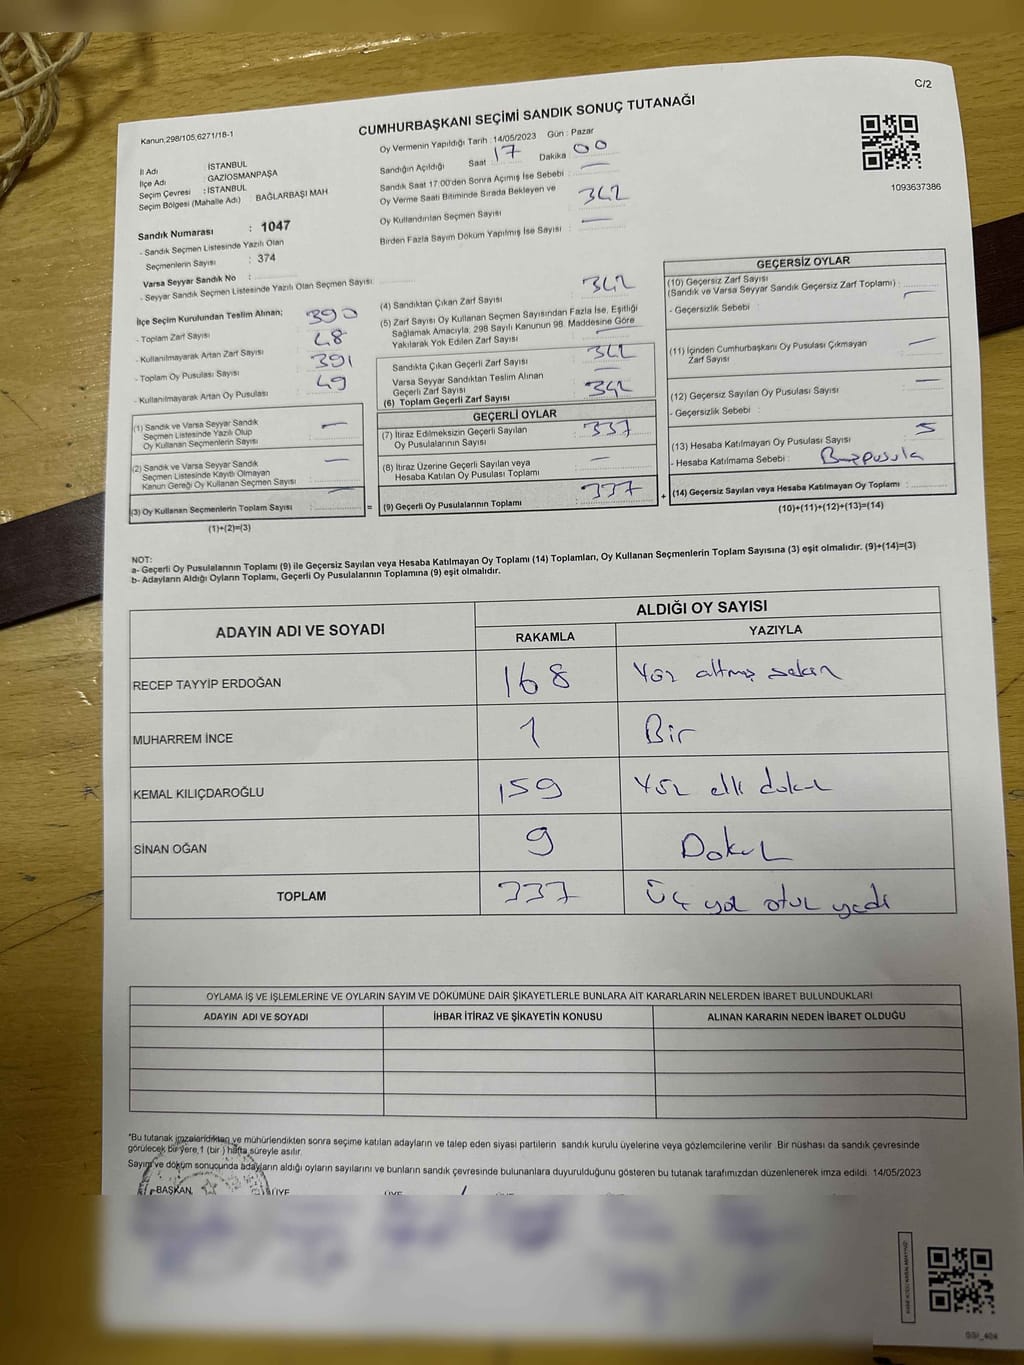 C/2
Kanun;298/105,6271/18-1
CUMHURBAŞKANI SEÇİMİ SANDIK SONUÇ TUTANAĞI
1093637386
İl Adı : İSTANBUL
İlçe Adı : GAZİOSMANPAŞA
Seçim Çevresi : İSTANBUL
Seçim Bölgesi (Mahalle Adı) BAĞLARBAŞI MAH
Sandık Numarası : 1047
- Sandık Seçmen Listesinde Yazılı Olan
Seçmenlerin Sayısı : 374
Varsa Seyyar Sandık No :
- Seyyar Sandık Seçmen Listesinde Yazılı Olan Seçmen Sayısı:
Oy Vermenin Yapıldığı Tarih : 14/05/2023 Gün : Pazar
Sandığın Açıldığı Saat 17 Dakika 00
Sandık Saat 17:00'den Sonra Açılmış İse Sebebi : —
Oy Verme Saati Bitiminde Sırada Bekleyen ve
Oy Kullandırılan Seçmen Sayısı 342
Birden Fazla Sayım Döküm Yapılmış İse Sayısı : —
İlçe Seçim Kurulundan Teslim Alınan;
- Toplam Zarf Sayısı 390
- Kullanılmayarak Artan Zarf Sayısı 48
- Toplam Oy Pusulası Sayısı 391
- Kullanılmayarak Artan Oy Pusulası 49
(1) Sandık ve Varsa Seyyar Sandık
Seçmen Listesinde Yazılı Olup
Oy Kullanan Seçmenlerin Sayısı —
(2) Sandık ve Varsa Seyyar Sandık
Seçmen Listesinde Kayıtlı Olmayan
Kanun Gereği Oy Kullanan Seçmen Sayısı : —
(3) Oy Kullanan Seçmenlerin Toplam Sayısı : —
(1)+(2)=(3)
(4) Sandıktan Çıkan Zarf Sayısı 342
(5) Zarf Sayısı Oy Kullanan Seçmen Sayısından Fazla İse, Eşitliği
Sağlamak Amacıyla, 298 Sayılı Kanunun 98. Maddesine Göre
Yakılarak Yok Edilen Zarf Sayısı : —
Sandıkta Çıkan Geçerli Zarf Sayısı 342
Varsa Seyyar Sandıktan Teslim Alınan
Geçerli Zarf Sayısı : —
(6) Toplam Geçerli Zarf Sayısı 342
GEÇERLİ OYLAR
(7) İtiraz Edilmeksizin Geçerli Sayılan
Oy Pusulalarının Sayısı : 337
(8) İtiraz Üzerine Geçerli Sayılan veya
Hesaba Katılan Oy Pusulası Toplamı : —
= (9) Geçerli Oy Pusulalarının Toplamı : 337 +
GEÇERSİZ OYLAR
(10) Geçersiz Zarf Sayısı
(Sandık ve Varsa Seyyar Sandık Geçersiz Zarf Toplamı) : —
- Geçersizlik Sebebi :
(11) İçinden Cumhurbaşkanı Oy Pusulası Çıkmayan
Zarf Sayısı : —
(12) Geçersiz Sayılan Oy Pusulası Sayısı : —
- Geçersizlik Sebebi :
(13) Hesaba Katılmayan Oy Pusulası Sayısı 5
- Hesaba Katılmama Sebebi :
(14) Geçersiz Sayılan veya Hesaba Katılmayan Oy Toplamı :
(10)+(11)+(12)+(13)=(14)
NOT:
a- Geçerli Oy Pusulalarının Toplamı (9) ile Geçersiz Sayılan veya Hesaba Katılmayan Oy Toplamı (14) Toplamları, Oy Kullanan Seçmenlerin Toplam Sayısına (3) eşit olmalıdır. (9)+(14)=(3)
b- Adayların Aldığı Oyların Toplamı, Geçerli Oy Pusulalarının Toplamına (9) eşit olmalıdır.
ADAYIN ADI VE SOYADI ALDIĞI OY SAYISI
RAKAMLA YAZIYLA
RECEP TAYYİP ERDOĞAN 168 Yüz altmış sekiz
MUHARREM İNCE 1 Bir
KEMAL KILIÇDAROĞLU 159 Yüz elli dokuz
SİNAN OĞAN 9 Dokuz
TOPLAM 337 Üç yüz otuz yedi
OYLAMA İŞ VE İŞLEMLERİNE VE OYLARIN SAYIM VE DÖKÜMÜNE DAİR ŞİKAYETLERLE BUNLARA AİT KARARLARIN NELERDEN İBARET BULUNDUKLARI
ADAYIN ADI VE SOYADI İHBAR İTİRAZ VE ŞİKAYETİN KONUSU ALINAN KARARIN NEDEN İBARET OLDUĞU
*Bu tutanak imzalandıktan ve mühürlendikten sonra seçime katılan adayların ve talep eden siyasi partilerin sandık kurulu üyelerine veya gözlemcilerine verilir. Bir nüshası da sandık çevresinde
görülecek bir yere,1 (bir ) hafta süreyle asılır.
Sayım ve döküm sonucunda adayların aldığı oyların sayılarını ve bunların sandık çevresinde bulunanlara duyurulduğunu gösteren bu tutanak tarafımızdan düzenlenerek imza edildi. 14/05/2023
BAŞKAN ÜYE ÜYE ÜYE